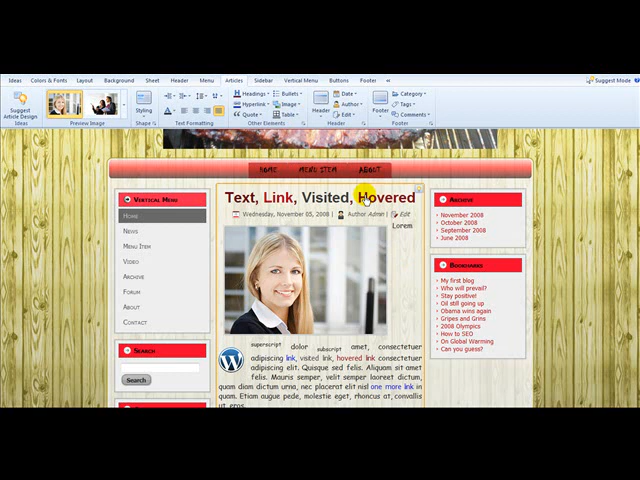 Ideas Colors & Fonts Layout Background Sheet Header Menu Articles Sidebar Vertical Menu Buttons Footer Suggest Mode
Suggest Article Design
Ideas
Preview Image
Styling
Shape
Text Formatting
Headings Bullets
Hyperlink Image
Quote Table
Article Elements
Header
Date
Author
Edit
Header
Footer
Category
Tags
Comments
Footer
HOME MENU ITEM ABOUT
Vertical Menu
Home
News
Menu Item
Video
Archive
Forum
About
Contact
Search
Search
Text, Link, Visited, Hovered
Wednesday, November 05, 2008 | Author Admin | Edit
Lorem
superscript dolor subscript amet, consectetuer
adipiscing link, visited link, hovered link consectetuer
adipiscing elit. Quisque sed felis. Aliquam sit amet
felis. Mauris semper, velit semper laoreet dictum,
quam diam dictum urna, nec placerat elit nisl one more link in
quam. Etiam augue pede, molestie eget, rhoncus at, convallis
ut, eros.
Archive
November 2008
October 2008
September 2008
June 2008
Bookmarks
My first blog
Who will prevail?
Stay positive!
Oil still going up
Obama wins again
Gripes and Grins
2008 Olympics
How to SEO
On Global Warming
Can you guess?